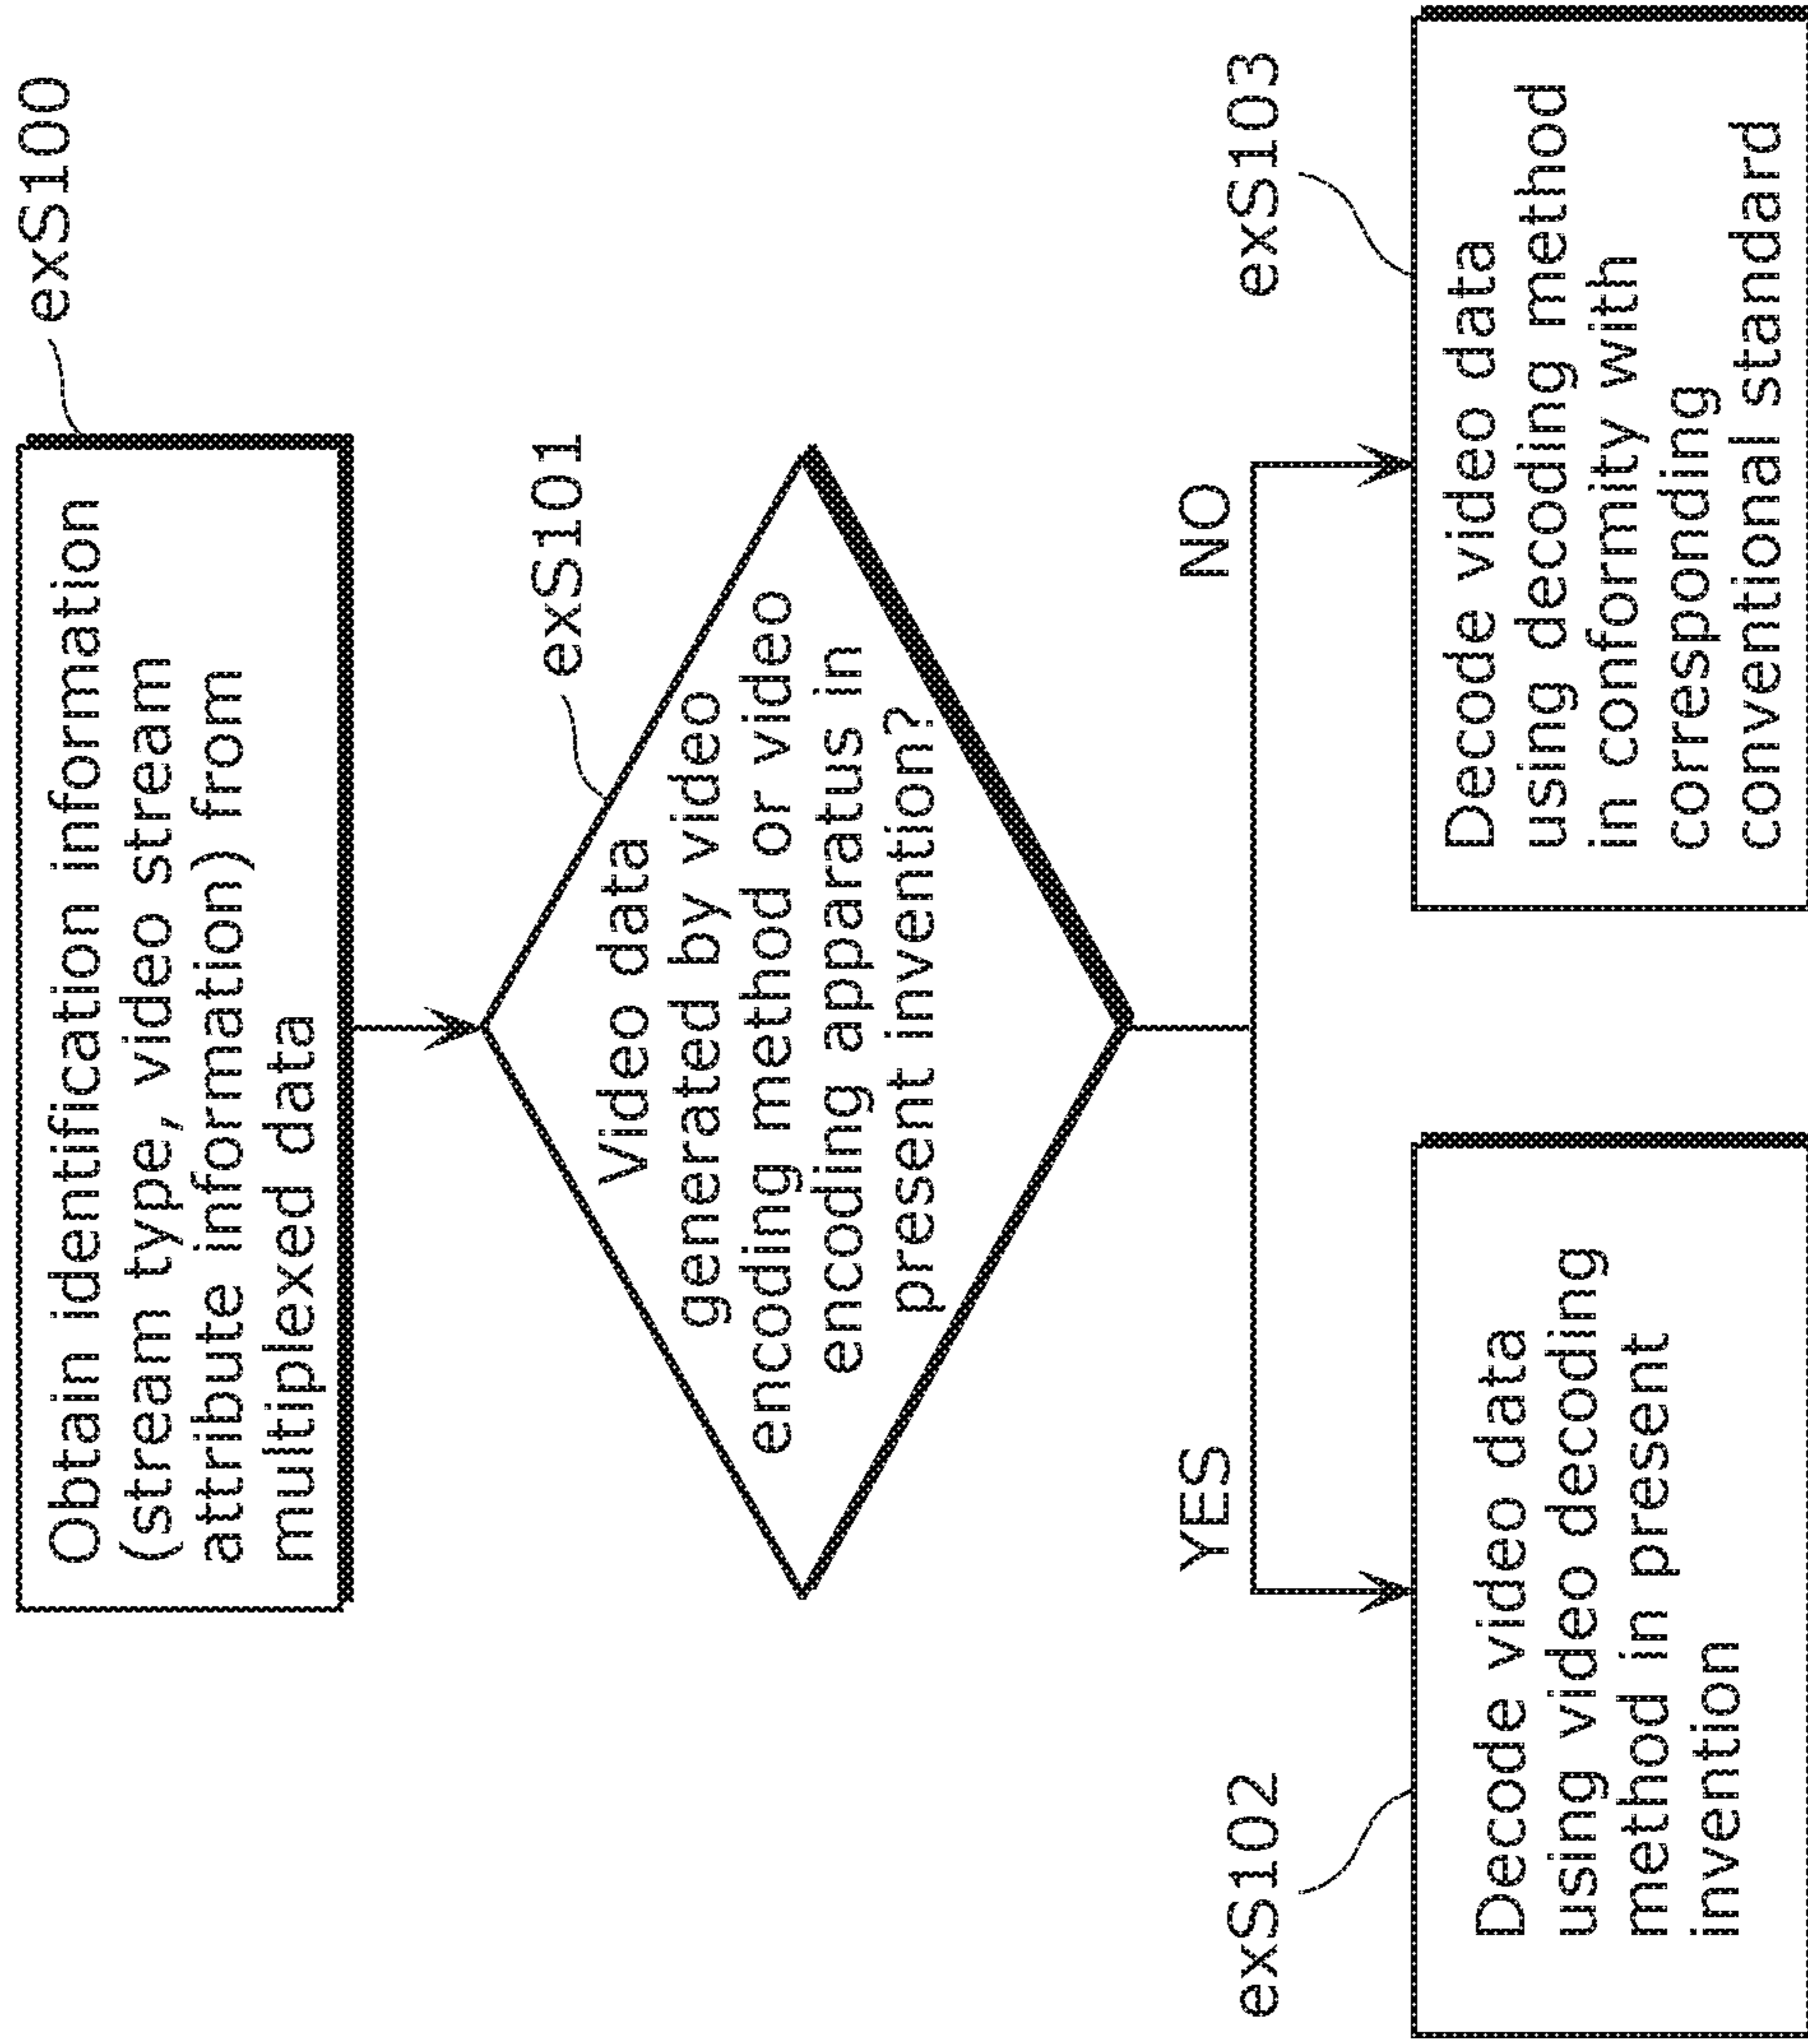 exS100
Obtain identification information
(stream type, video stream
attribute information) from
multiplexed data
exS101
Video data
generated by video
encoding method or video
encoding apparatus in
present invention?
YES
NO
exS102
Decode video data
using video decoding
method in present
invention
exS103
Decode video data
using decoding method
in conformity with
corresponding
conventional standard